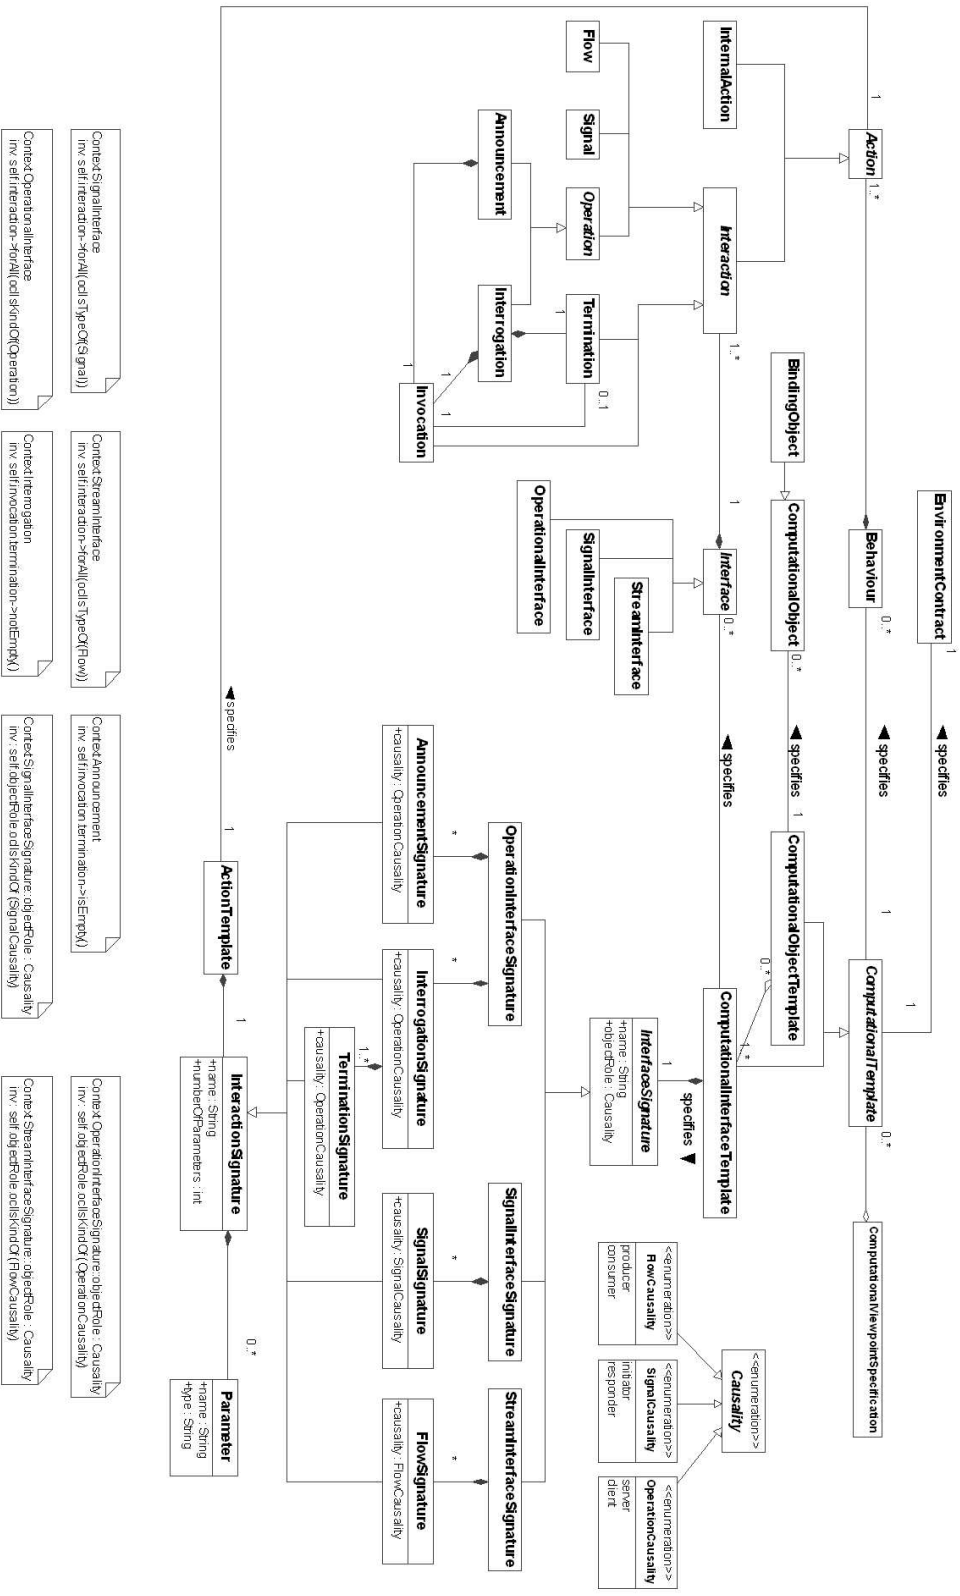 EnvironmentContract
1
specifies
1
ComputationalViewpointSpecification
Action
1
1..*
Behaviour
0..*
specifies
1
ComputationalTemplate
0..*
InternalAction
BindingObject
ComputationalObject
0..*
specifies
1
ComputationalObjectTemplate
0..*
1..*
<<enumeration>>
Causality
Interaction
1..*
1
Interface
0..*
specifies
ComputationalInterfaceTemplate
1
specifies
<<enumeration>>
FlowCausality
producer
consumer
<<enumeration>>
SignalCausality
initiator
responder
<<enumeration>>
OperationCausality
server
client
Flow
Signal
Operation
Termination
0..1
StreamInterface
SignalInterface
OperationalInterface
InterfaceSignature
+name : String
+objectRole : Causality
Announcement
Interrogation
1
1
1
1
Invocation
OperationInterfaceSignature
SignalInterfaceSignature
StreamInterfaceSignature
*
*
*
*
AnnouncementSignature
+causality : OperationCausality
InterrogationSignature
+causality : OperationCausality
SignalSignature
+causality : SignalCausality
FlowSignature
+causality : FlowCausality
1..*
TerminationSignature
+causality : OperationCausality
specifies
1
ActionTemplate
1
InteractionSignature
+name : String
+numberOfParameters : int
0..*
Parameter
+name : String
+type : String
Context SignalInterface
inv: self.interaction->forAll(oclIsTypeOf(Signal))
Context StreamInterface
inv: self.interaction->forAll(oclIsTypeOf(Flow))
Context Announcement
inv: self.invocation.termination->isEmpty()
Context OperationInterfaceSignature::objectRole : Causality
inv : self.objectRole.oclIsKindOf (OperationCausality)
Context OperationalInterface
inv: self.interaction->forAll(oclIsKindOf(Operation))
Context Interrogation
inv: self.invocation.termination->notEmpty()
Context SignalInterfaceSignature::objectRole : Causality
inv : self.objectRole.oclIsKindOf (SignalCausality)
Context StreamInterfaceSignature::objectRole : Causality
inv : self.objectRole.oclIsKindOf (FlowCausality)